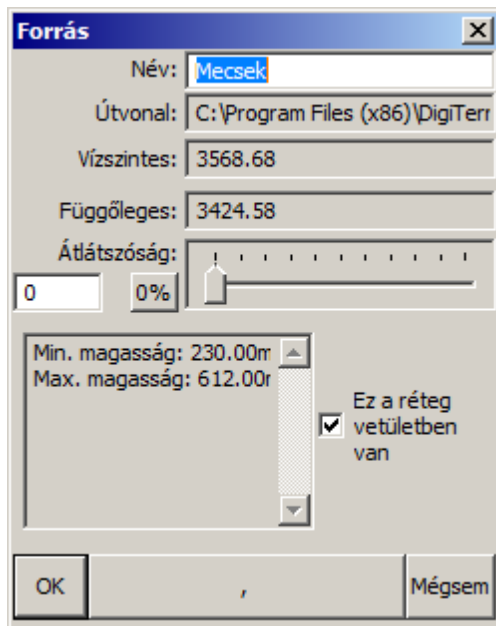 Forrás
Név: Mecsek
Útvonal: C:\Program Files (x86)\DigiTerr
Vízszintes: 3568.68
Függőleges: 3424.58
Átlátszóság:
0 0%
Min. magasság: 230.00m
Max. magasság: 612.00m
Ez a réteg
vetületben
van
OK , Mégsem